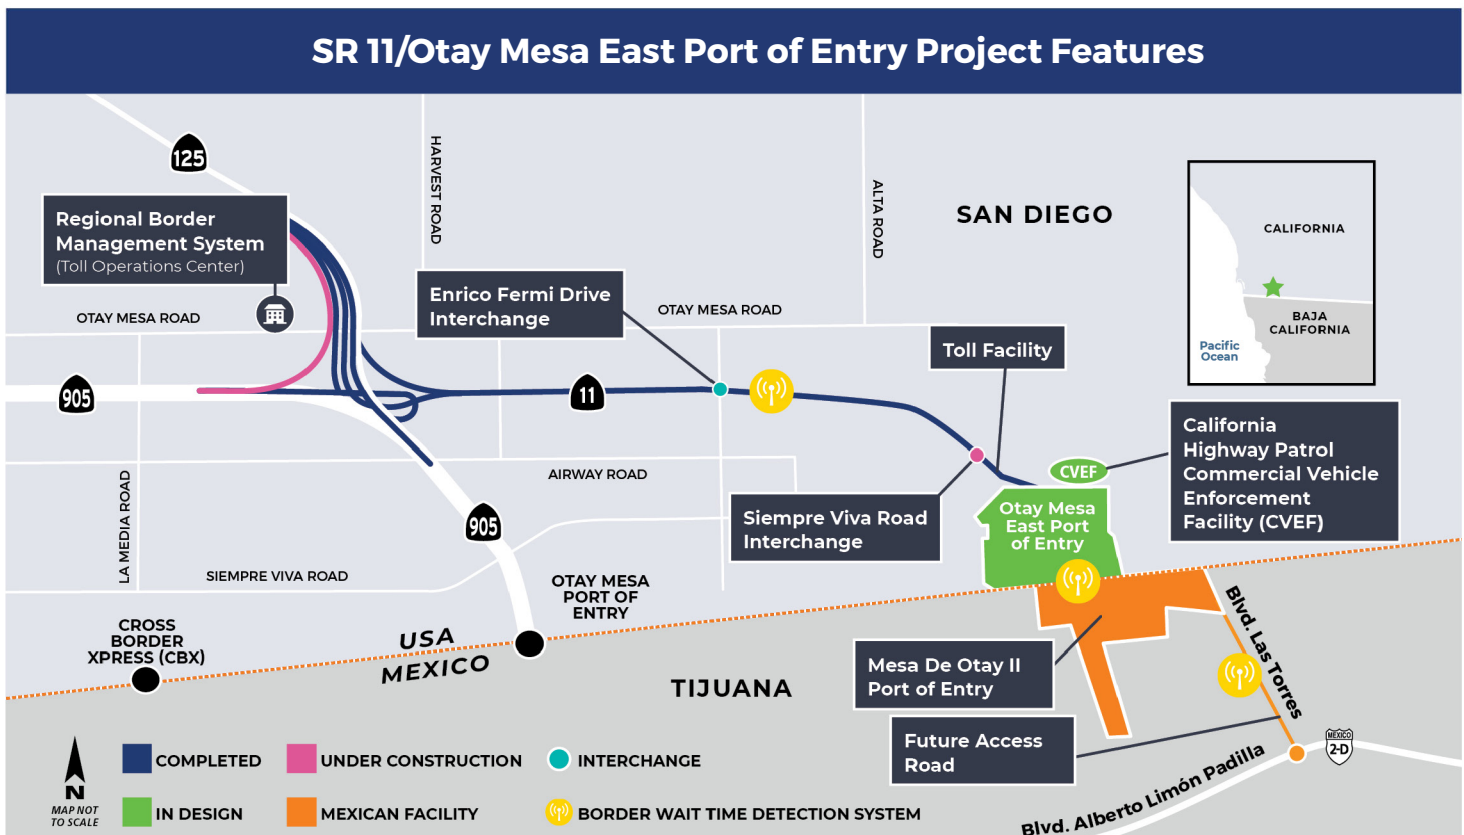 SR 11/Otay Mesa East Port of Entry Project Features
125
HARVEST ROAD
ALTA ROAD
SAN DIEGO
CALIFORNIA
BAJA
CALIFORNIA
Pacific
Ocean
Regional Border
Management System
(Toll Operations Center)
OTAY MESA ROAD
Enrico Fermi Drive
Interchange
OTAY MESA ROAD
Toll Facility
905
11
California
Highway Patrol
Commercial Vehicle
Enforcement
Facility (CVEF)
CVEF
AIRWAY ROAD
LA MEDIA ROAD
905
Siempre Viva Road
Interchange
Otay Mesa
East Port
of Entry
SIEMPRE VIVA ROAD
OTAY MESA
PORT OF
ENTRY
CROSS
BORDER
XPRESS (CBX)
USA
MEXICO
TIJUANA
Mesa De Otay II
Port of Entry
Blvd. Las Torres
Future Access
Road
MEXICO
2-D
Blvd. Alberto Limón Padilla
N
MAP NOT
TO SCALE
COMPLETED
UNDER CONSTRUCTION
INTERCHANGE
IN DESIGN
MEXICAN FACILITY
BORDER WAIT TIME DETECTION SYSTEM